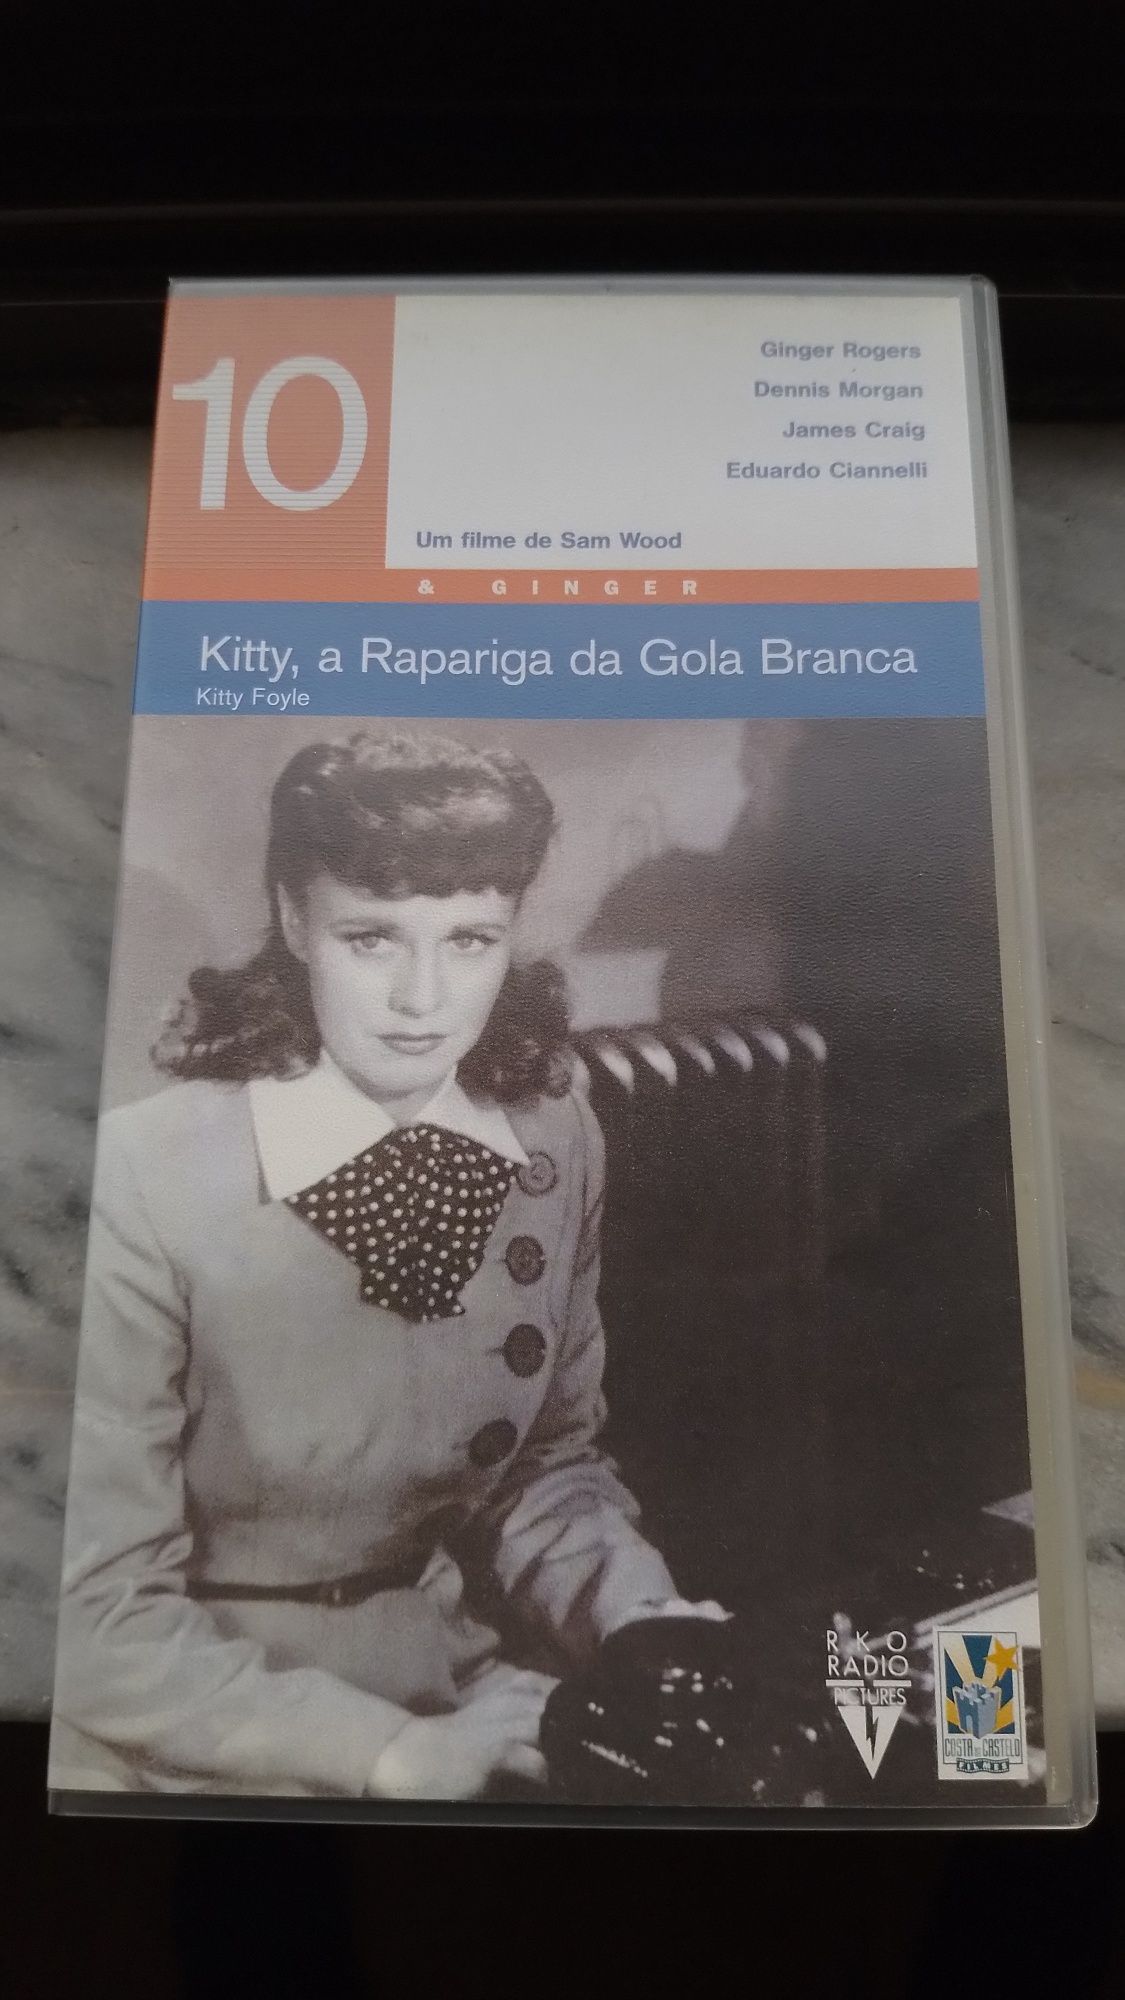 10
Ginger Rogers
Dennis Morgan
James Craig
Eduardo Ciannelli
Um filme de Sam Wood
& GINGER
Kitty, a Rapariga da Gola Branca
Kitty Foyle
RKO
RADIO
PICTURES
COSTA DO CASTELO
FILMES